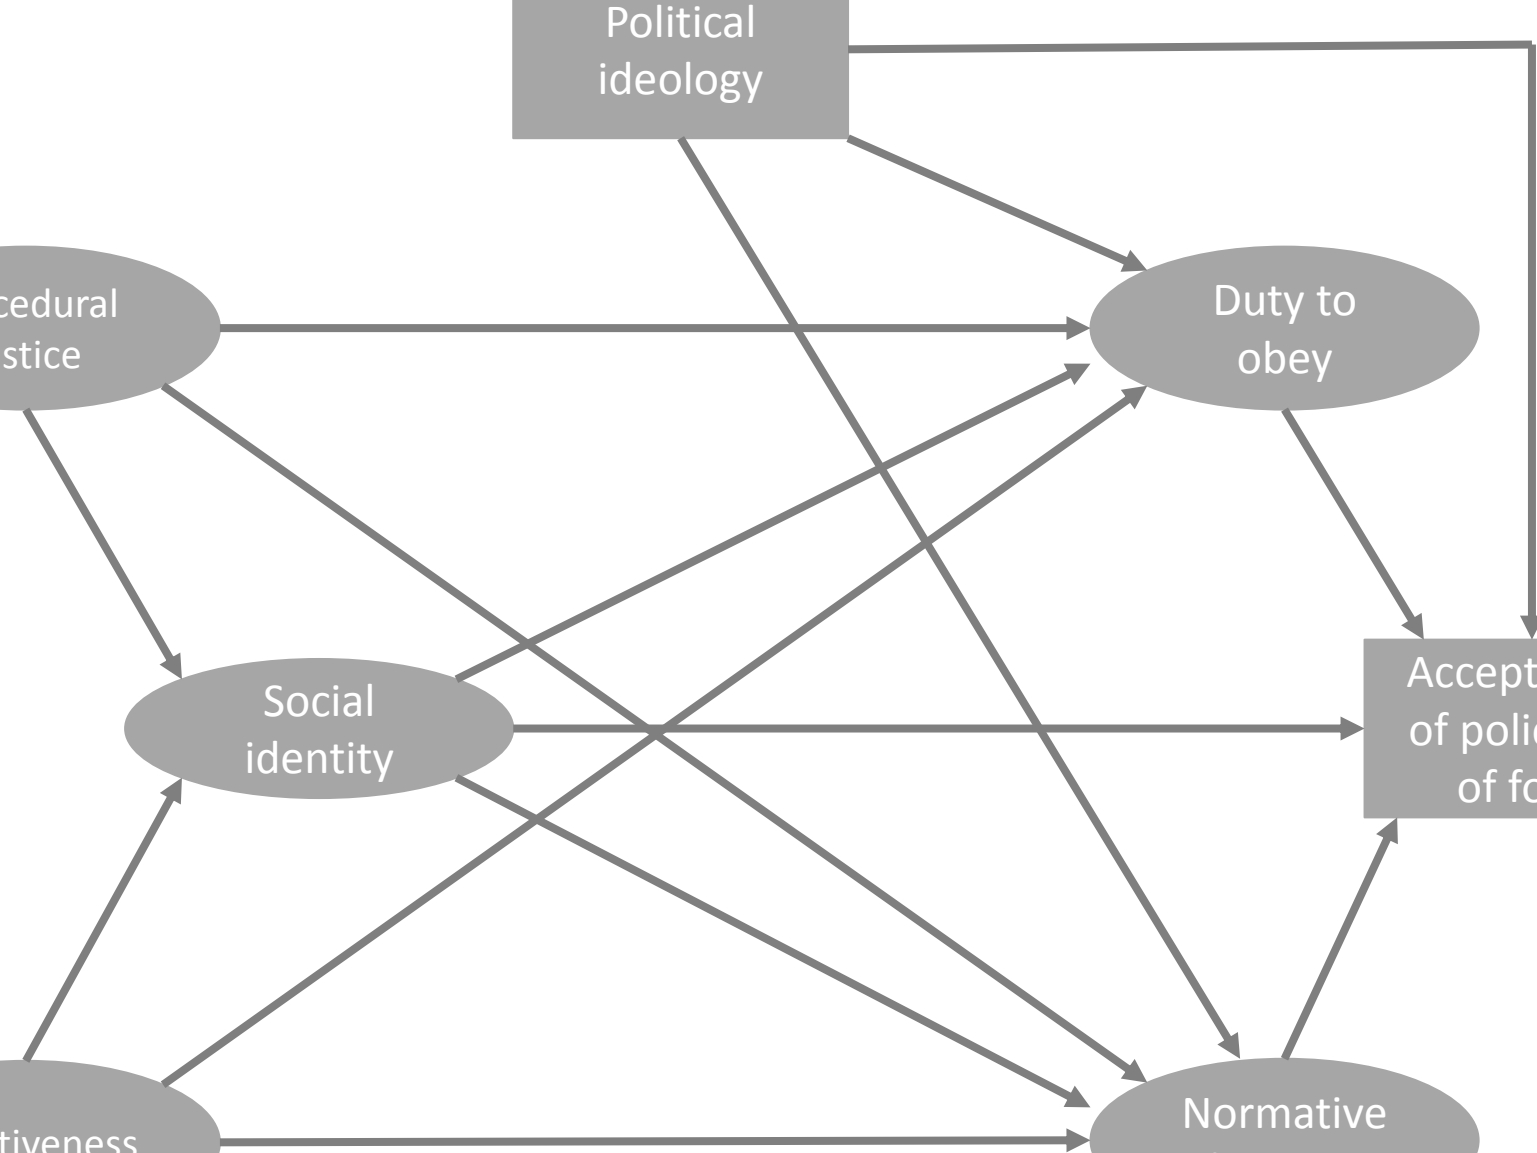 Political
ideology
cedural
stice
Duty to
obey
Social
identity
Accept
of polic
of fo
tiveness
Normative